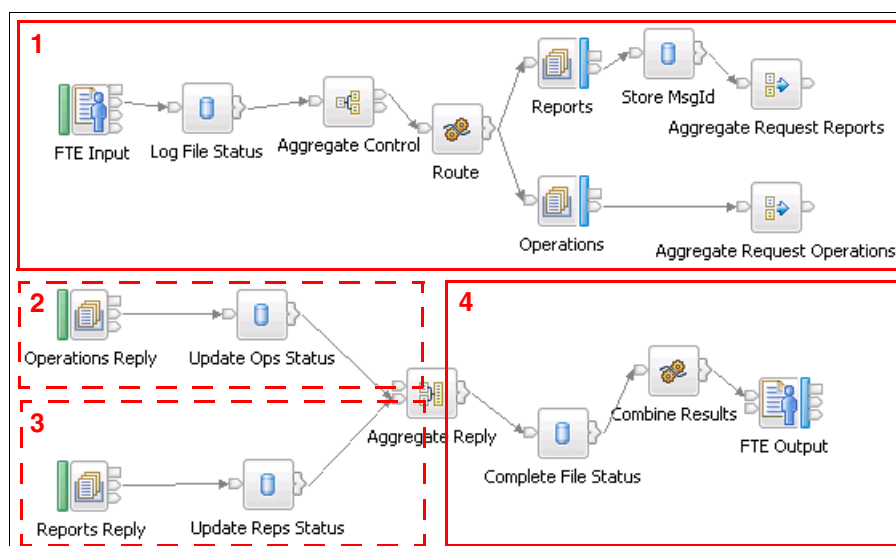 1
FTE Input
Log File Status
Aggregate Control
Route
Reports
Store MsgId
Aggregate Request Reports
Operations
Aggregate Request Operations
2
Operations Reply
Update Ops Status
3
Reports Reply
Update Reps Status
Aggregate Reply
4
Complete File Status
Combine Results
FTE Output